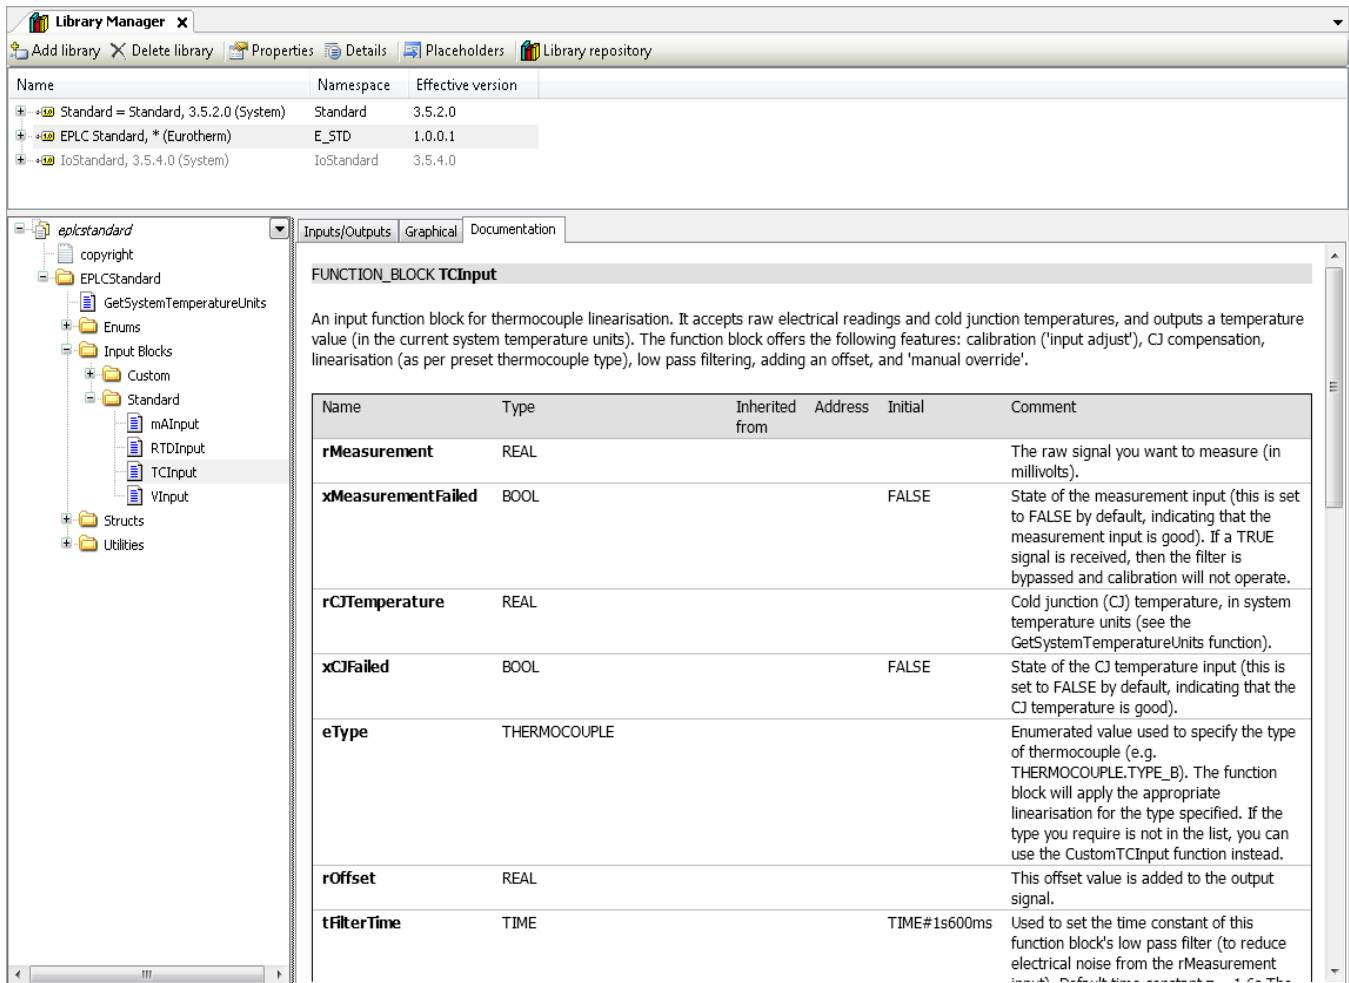 Library Manager
Add library Delete library Properties Details Placeholders Library repository
Name Namespace Effective version
Standard = Standard, 3.5.2.0 (System) Standard 3.5.2.0
EPLC Standard, * (Eurotherm) E_STD 1.0.0.1
IoStandard, 3.5.4.0 (System) IoStandard 3.5.4.0
eplcstandard
copyright
EPLCStandard
GetSystemTemperatureUnits
Enums
Input Blocks
Custom
Standard
mAInput
RTDInput
TCInput
VInput
Structs
Utilities
Inputs/Outputs Graphical Documentation
FUNCTION_BLOCK TCInput
An input function block for thermocouple linearisation. It accepts raw electrical readings and cold junction temperatures, and outputs a temperature
value (in the current system temperature units). The function block offers the following features: calibration ('input adjust'), CJ compensation,
linearisation (as per preset thermocouple type), low pass filtering, adding an offset, and 'manual override'.
Name Type Inherited Address Initial Comment
from
rMeasurement REAL The raw signal you want to measure (in
millivolts).
xMeasurementFailed BOOL FALSE State of the measurement input (this is set
to FALSE by default, indicating that the
measurement input is good). If a TRUE
signal is received, then the filter is
bypassed and calibration will not operate.
rCJTemperature REAL Cold junction (CJ) temperature, in system
temperature units (see the
GetSystemTemperatureUnits function).
xCJFailed BOOL FALSE State of the CJ temperature input (this is
set to FALSE by default, indicating that the
CJ temperature is good).
eType THERMOCOUPLE Enumerated value used to specify the type
of thermocouple (e.g.
THERMOCOUPLE.TYPE_B). The function
block will apply the appropriate
linearisation for the type specified. If the
type you require is not in the list, you can
use the CustomTCInput function instead.
rOffset REAL This offset value is added to the output
signal.
tFilterTime TIME TIME#1s600ms Used to set the time constant of this
function block's low pass filter (to reduce
electrical noise from the rMeasurement